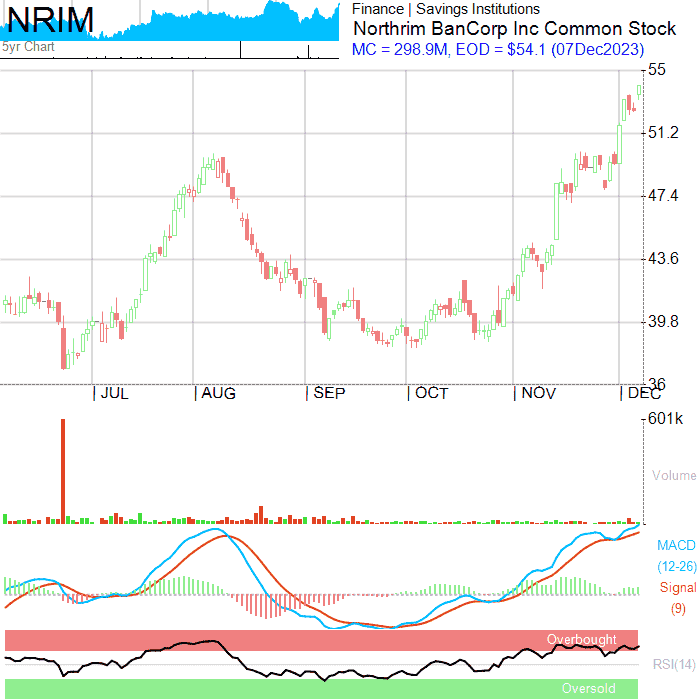 NRIM
5yr Chart
Finance | Savings Institutions
Northrim BanCorp Inc Common Stock
MC = 298.9M, EOD = $54.1 (07Dec2023)
55
51.2
47.4
43.6
39.8
36
JUL AUG SEP OCT NOV DEC
601k
Volume
MACD
(12-26)
Signal
(9)
Overbought
RSI(14)
Oversold